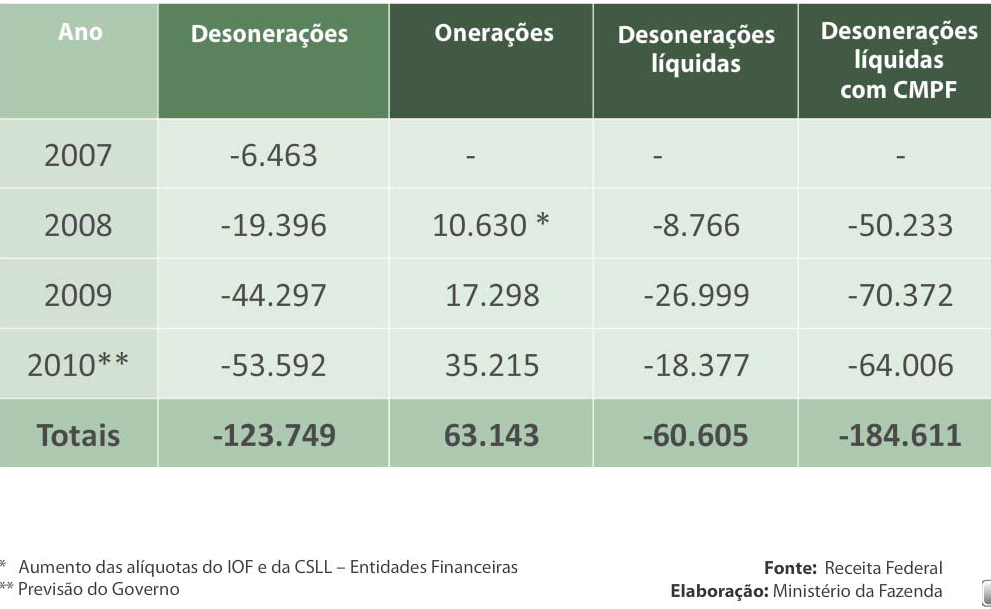 Ano Desonerações Onerações Desonerações líquidas Desonerações líquidas com CMPF
2007 -6.463 - - -
2008 -19.396 10.630 * -8.766 -50.233
2009 -44.297 17.298 -26.999 -70.372
2010** -53.592 35.215 -18.377 -64.006
Totais -123.749 63.143 -60.605 -184.611
* Aumento das alíquotas do IOF e da CSLL – Entidades Financeiras
** Previsão do Governo
Fonte: Receita Federal
Elaboração: Ministério da Fazenda